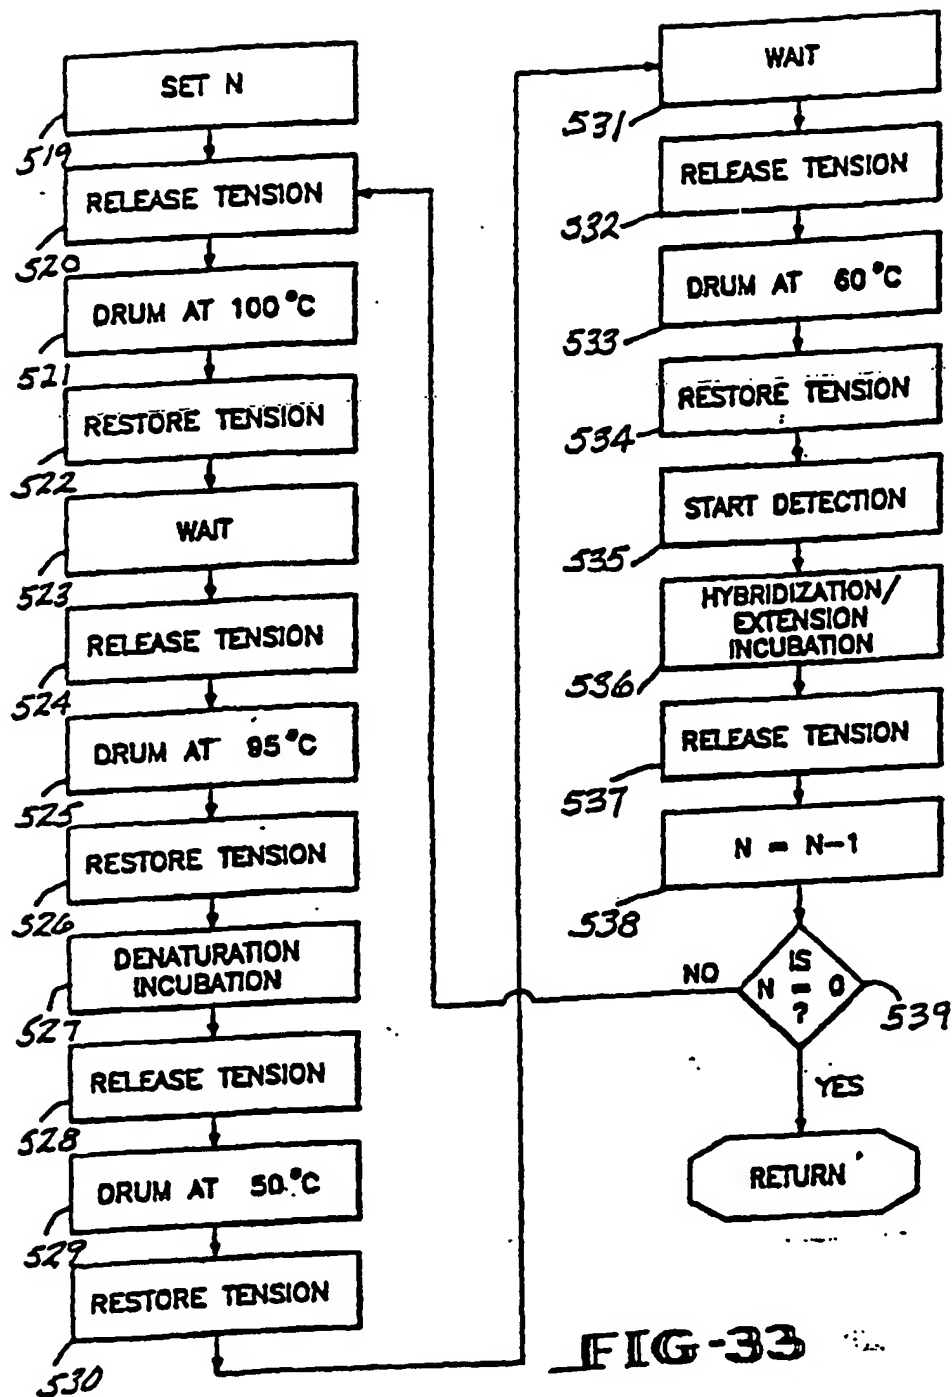 SET N
519
RELEASE TENSION
520
DRUM AT 100°C
521
RESTORE TENSION
522
WAIT
523
RELEASE TENSION
524
DRUM AT 95°C
525
RESTORE TENSION
526
DENATURATION
INCUBATION
527
RELEASE TENSION
528
DRUM AT 50°C
529
RESTORE TENSION
530
WAIT
531
RELEASE TENSION
532
DRUM AT 60°C
533
RESTORE TENSION
534
START DETECTION
535
HYBRIDIZATION/
EXTENSION
INCUBATION
536
RELEASE TENSION
537
N = N-1
538
NO
IS
N = 0
?
539
YES
RETURN
FIG-33